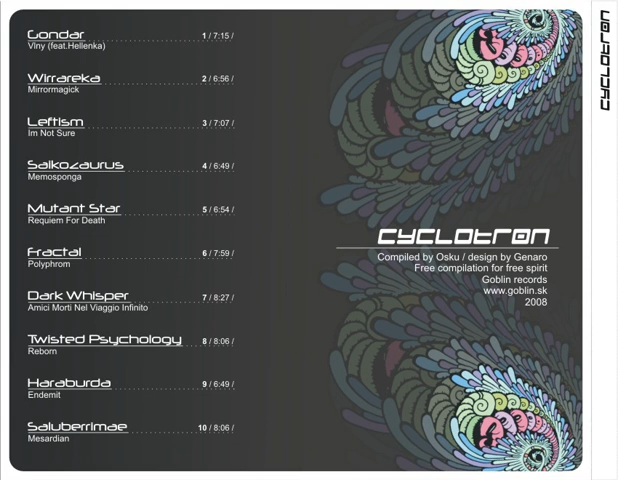 Gondar 1 / 7:15 /
Vlny (feat.Hellenka)
Wirrareka 2 / 6:56 /
Mirrormagick
Leftism 3 / 7:07 /
Im Not Sure
Saikozaurus 4 / 6:49 /
Memosponga
Mutant Star 5 / 6:54 /
Requiem For Death
Fractal 6 / 7:59 /
Polyphrom
Dark Whisper 7 / 8:27 /
Amici Morti Nel Viaggio Infinito
Twisted Psychology 8 / 8:06 /
Reborn
Haraburda 9 / 6:49 /
Endemit
Saluberrimae 10 / 8:06 /
Mesardian
cyclotron
Compiled by Osku / design by Genaro
Free compilation for free spirit
Goblin records
www.goblin.sk
2008
cyclotron